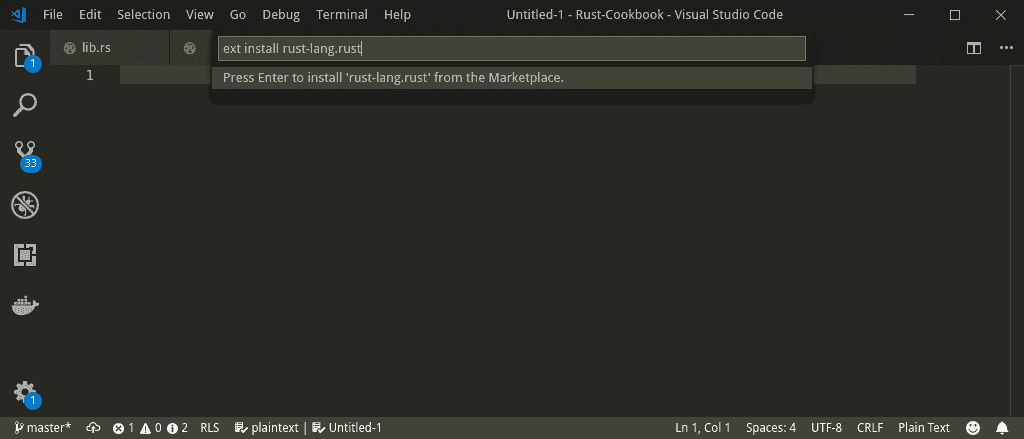 File Edit Selection View Go Debug Terminal Help Untitled-1 - Rust-Cookbook - Visual Studio Code
lib.rs
ext install rust-lang.rust
1
1 Press Enter to install 'rust-lang.rust' from the Marketplace.
33
1
master* 1 0 2 RLS plaintext | Untitled-1 Ln 1, Col 1 Spaces: 4 UTF-8 CRLF Plain Text